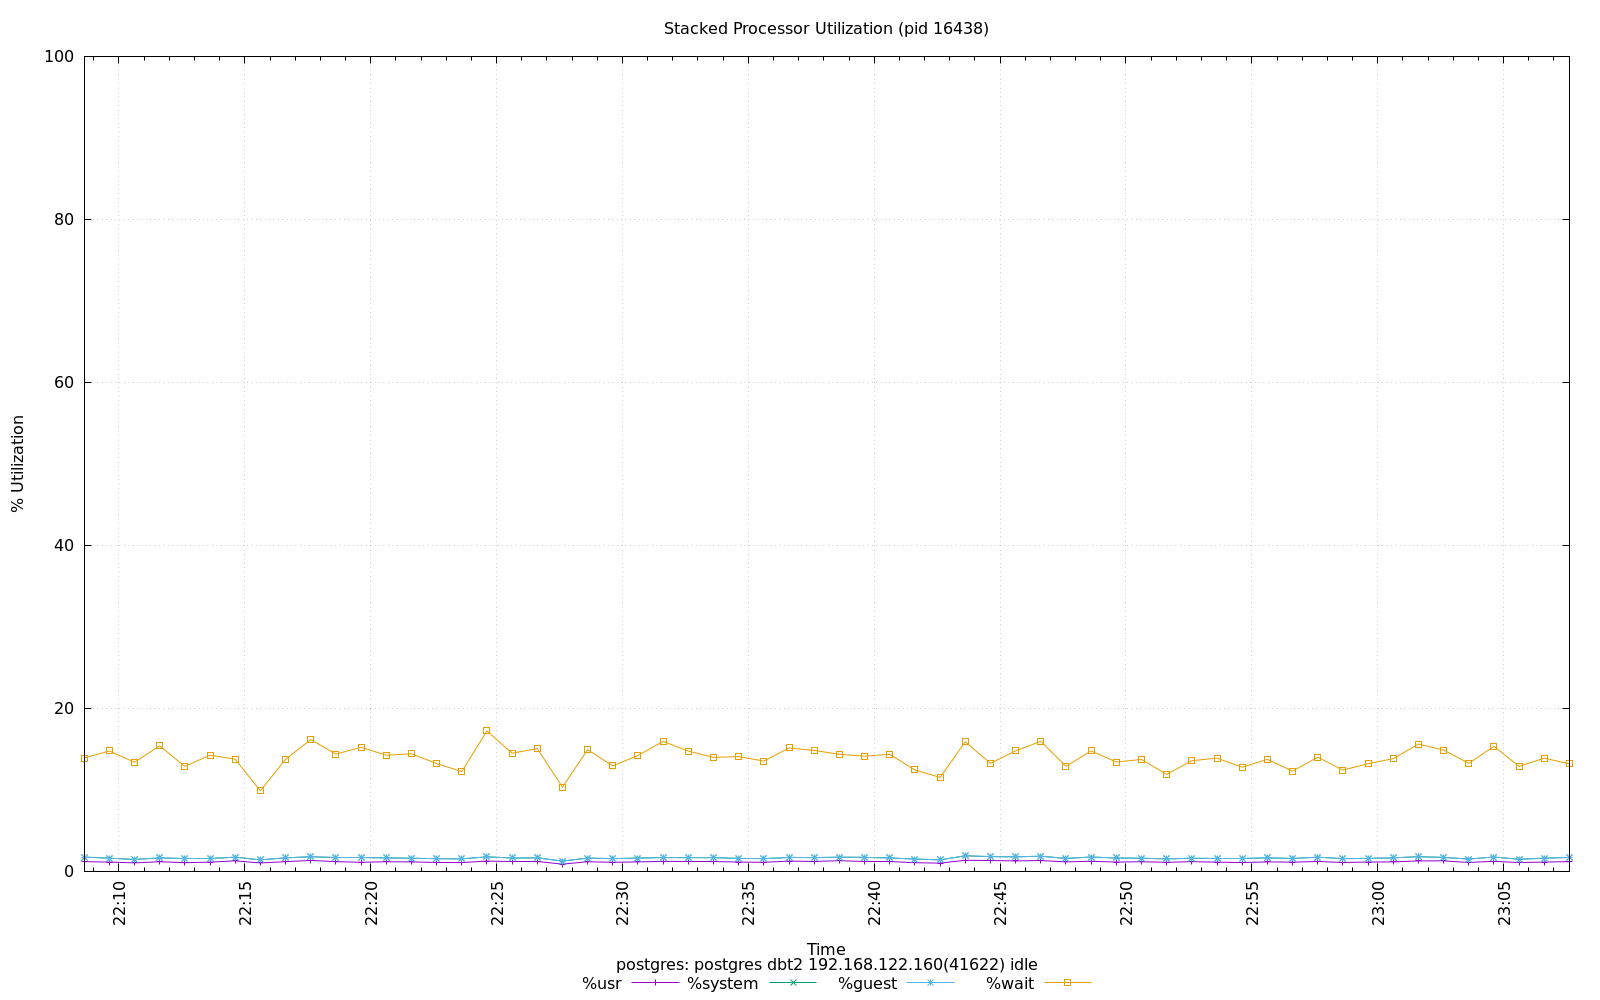 Stacked Processor Utilization (pid 16438)
100
80
60
40
20
0
% Utilization
22:10 22:15 22:20 22:25 22:30 22:35 22:40 22:45 22:50 22:55 23:00 23:05
Time
postgres: postgres dbt2 192.168.122.160(41622) idle
%usr %system %guest %wait